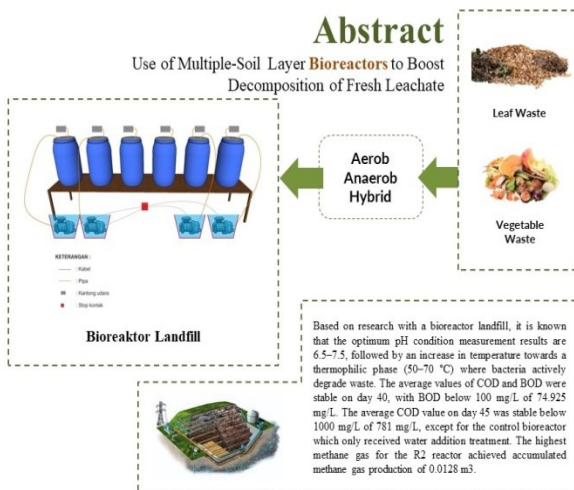 Abstract
Use of Multiple-Soil Layer Bioreactors to Boost
Decomposition of Fresh Leachate
Leaf Waste
Vegetable
Waste
Aerob
Anaerob
Hybrid
KETERANGAN :
: Kabel
: Pipa
: Kantong udara
: Stop kontak
Bioreaktor Landfill
Based on research with a bioreactor landfill, it is known
that the optimum pH condition measurement results are
6.5–7.5, followed by an increase in temperature towards a
thermophilic phase (50–70 °C) where bacteria actively
degrade waste. The average values of COD and BOD were
stable on day 40, with BOD below 100 mg/L of 74.925
mg/L. The average COD value on day 45 was stable below
1000 mg/L of 781 mg/L, except for the control bioreactor
which only received water addition treatment. The highest
methane gas for the R2 reactor achieved accumulated
methane gas production of 0.0128 m3.